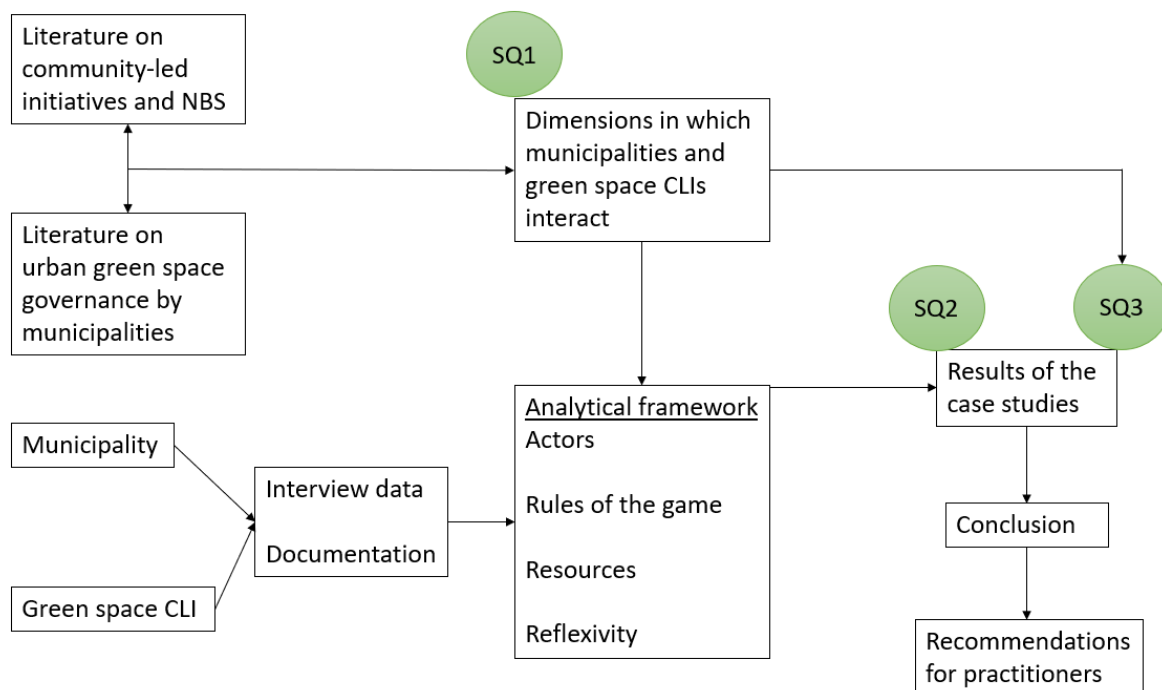 Literature on
community-led
initiatives and NBS
SQ1
Dimensions in which
municipalities and
green space CLIs
interact
Literature on
urban green space
governance by
municipalities
SQ2
SQ3
Results of the
case studies
Analytical framework
Actors
Rules of the game
Resources
Reflexivity
Municipality
Interview data
Documentation
Green space CLI
Conclusion
Recommendations
for practitioners